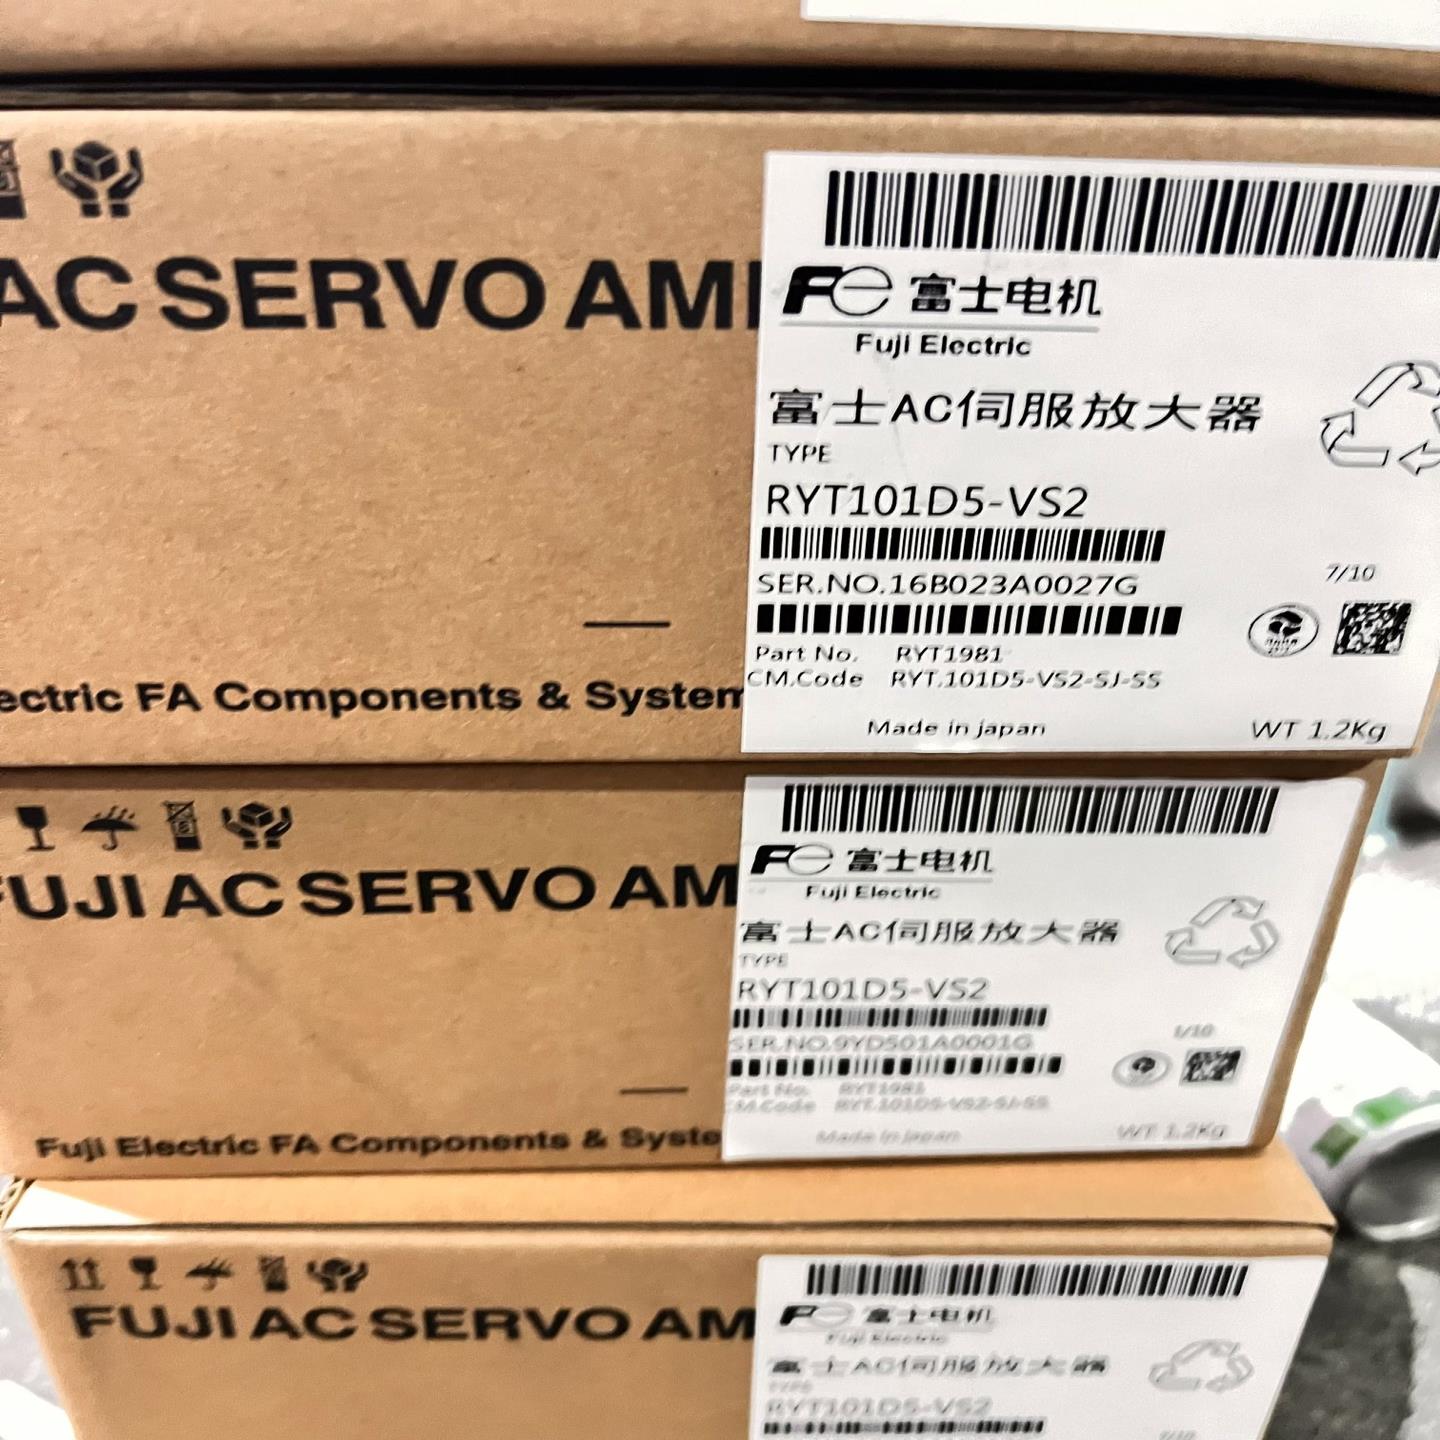 AC SERVO AM
Fe 富士电机
Fuji Electric
富士AC伺服放大器
TYPE
RYT101D5-VS2
SER.NO.16B023A0027G
7/10
Part No. RYT1981
CM.Code RYT.101D5-VS2-SJ-SS
Made in japan
WT 1.2Kg
ectric FA Components & System
FUJI AC SERVO AM
Fe 富士电机
Fuji Electric
富士AC伺服放大器
TYPE
RYT101D5-VS2
SER.NO.9YD501A0001G
1/10
Part No. RYT1981
CM.Code RYT.101D5-VS2-SJ-SS
Made in japan
WT 1.2Kg
Fuji Electric FA Components & Syste
FUJI AC SERVO AM
Fe 富士电机
Fuji Electric
富士AC伺服放大器
TYPE
RYT101D5-VS2